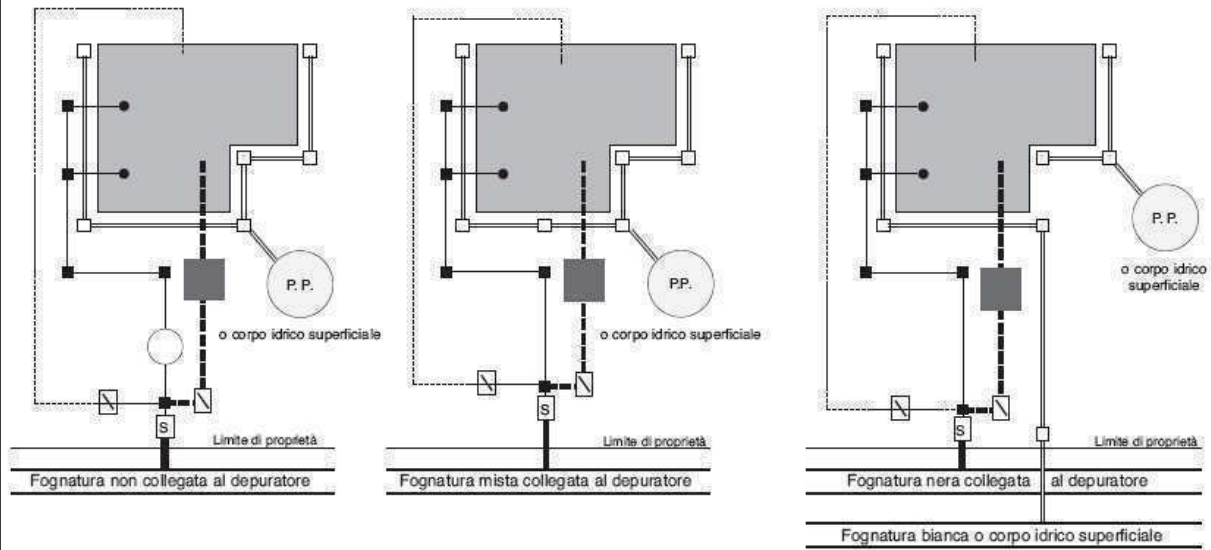 P. P.
o corpo idrico superficiale
S
Limite di proprietà
Fognatura non collegata al depuratore
P.P.
o corpo idrico superficiale
S
Limite di proprietà
Fognatura mista collegata al depuratore
P. P.
o corpo idrico
superficiale
S
Limite di proprietà
Fognatura nera collegata al depuratore
Fognatura bianca o corpo idrico superficiale